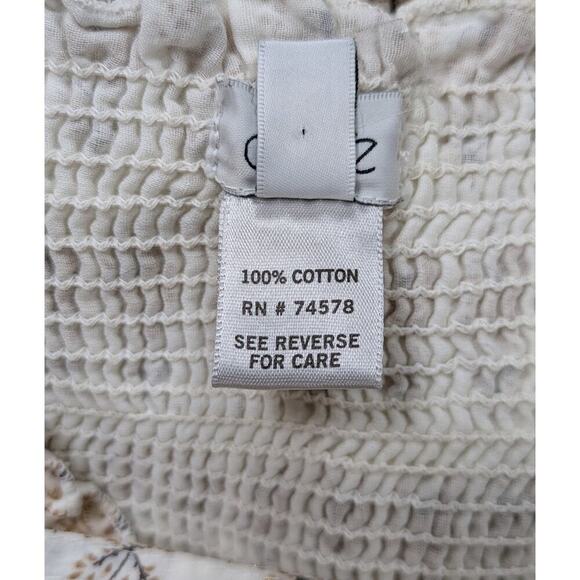 100% COTTON
RN # 74578
SEE REVERSE
FOR CARE